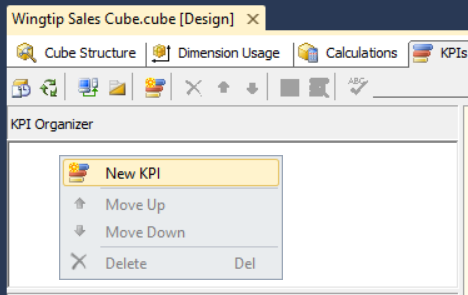 Wingtip Sales Cube.cube [Design]
Cube Structure Dimension Usage Calculations KPIs
ABC
KPI Organizer
New KPI
Move Up
Move Down
Delete Del